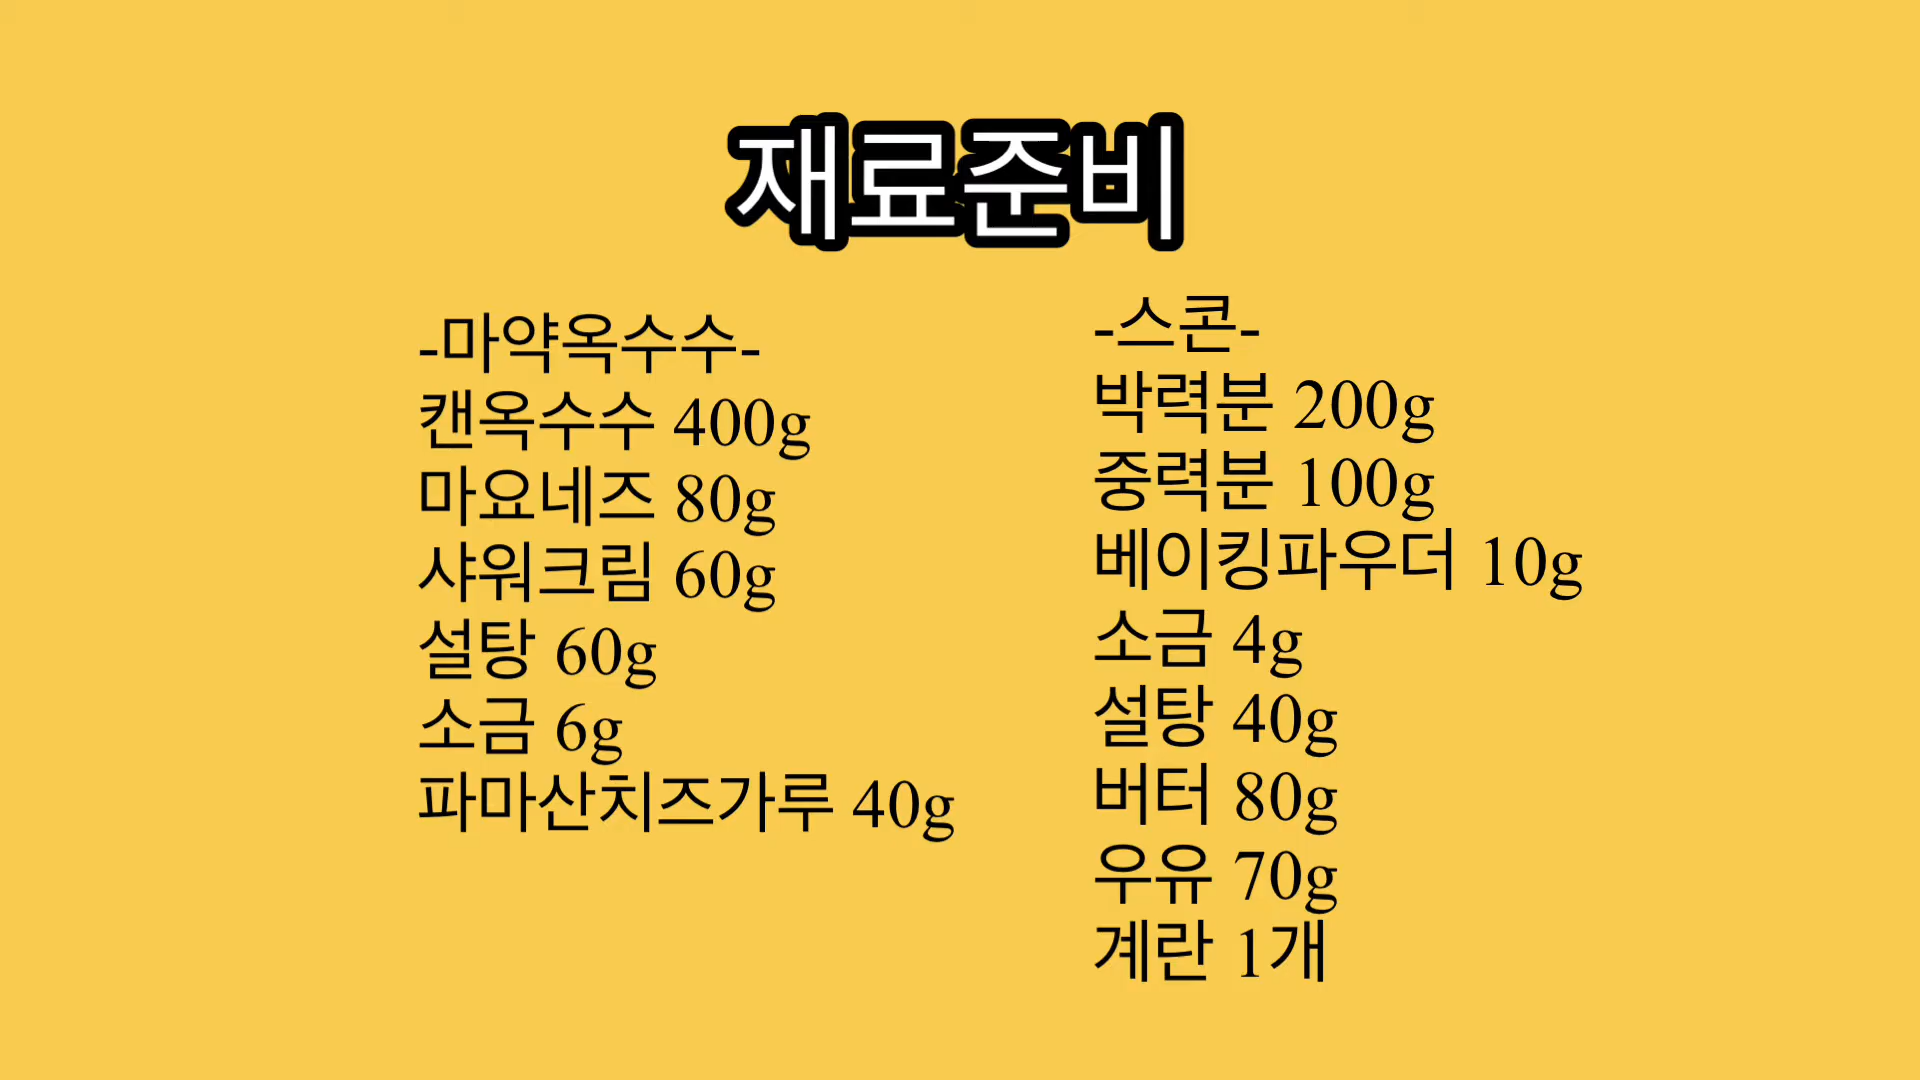 재료준비
-마약옥수수-
캔옥수수 400g
마요네즈 80g
샤워크림 60g
설탕 60g
소금 6g
파마산치즈가루 40g
-스콘-
박력분 200g
중력분 100g
베이킹파우더 10g
소금 4g
설탕 40g
버터 80g
우유 70g
계란 1개